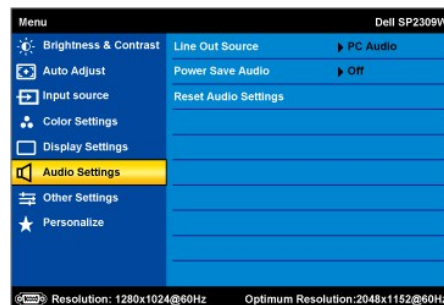 Menu Dell SP2309W
Brightness & Contrast Line Out Source PC Audio
Auto Adjust Power Save Audio Off
Input source Reset Audio Settings
Color Settings
Display Settings
Audio Settings
Other Settings
Personalize
Resolution: 1280x1024@60Hz Optimum Resolution:2048x1152@60Hz